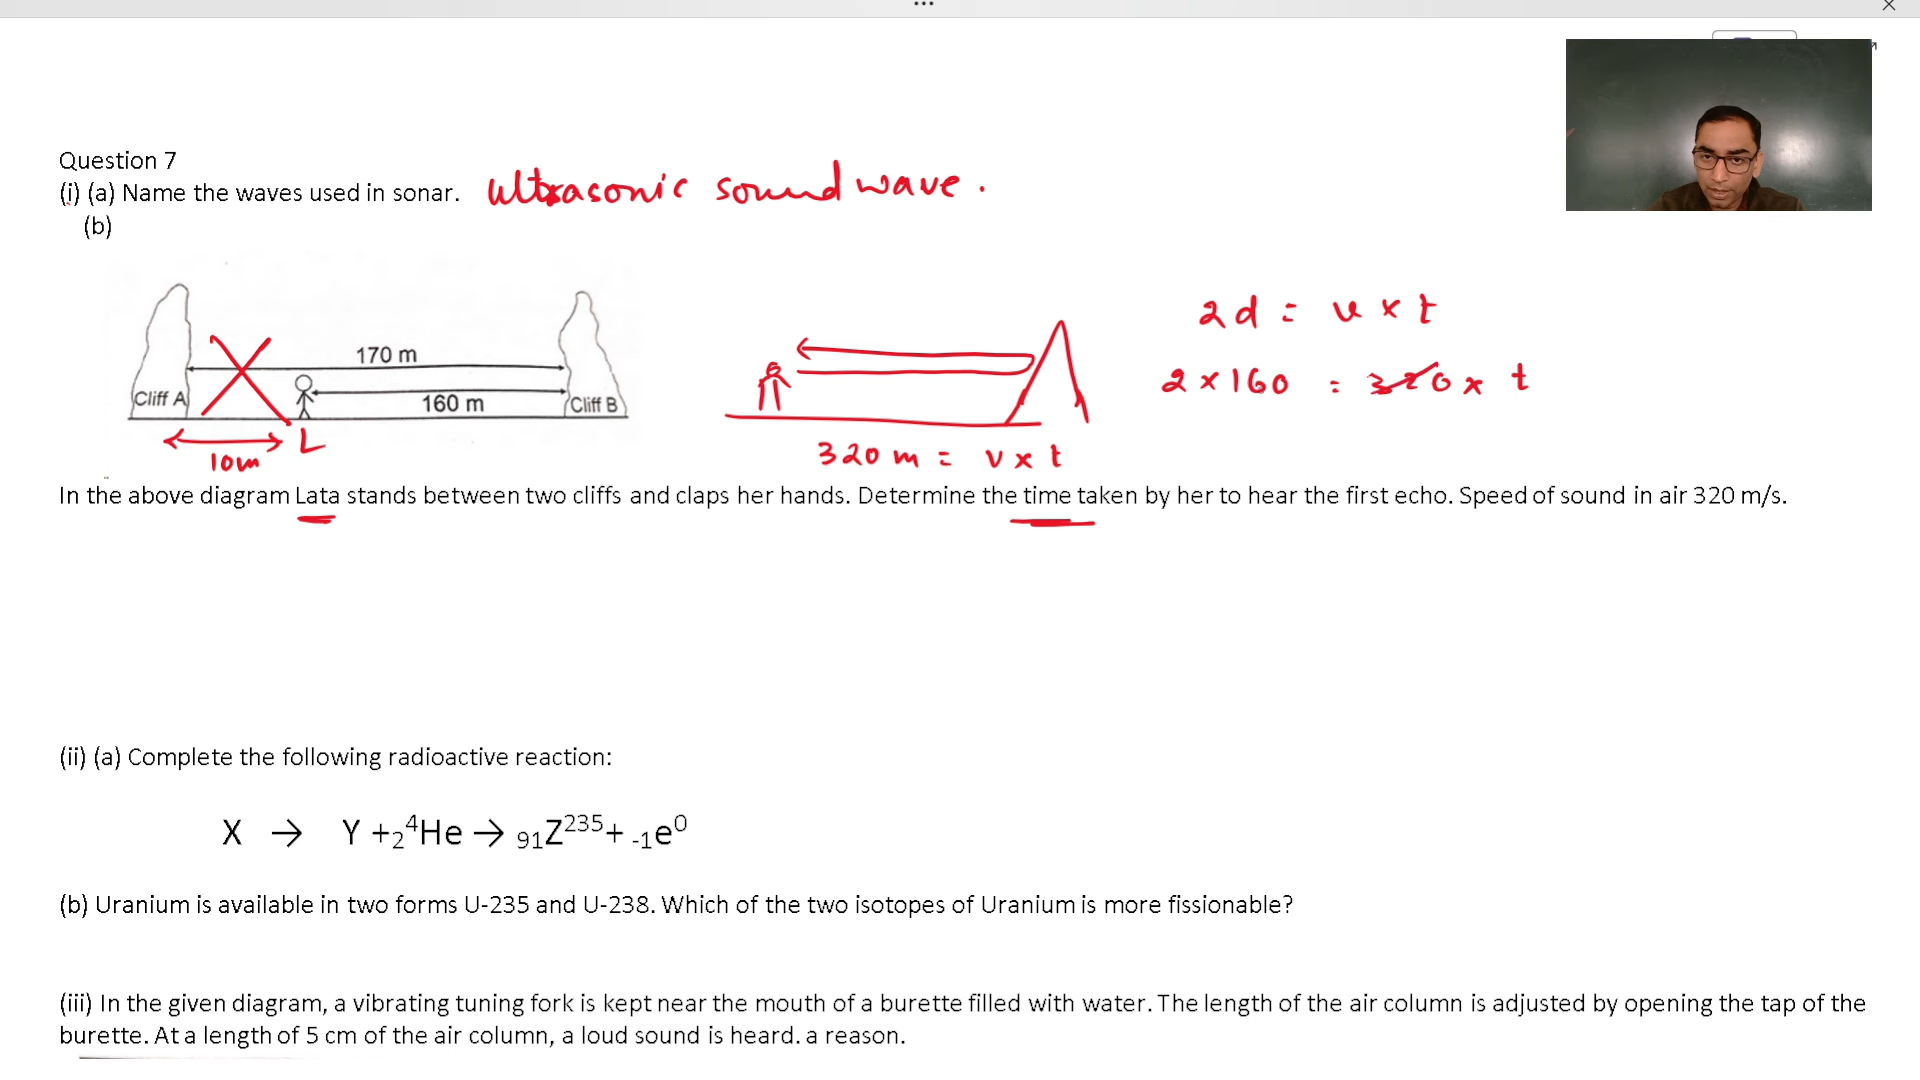 Question 7
(i) (a) Name the waves used in sonar. ultrasonic sound wave.
(b)
170 m
Cliff A
160 m
Cliff B
L
10m
2d = v x t
2 x 160 = 320 x t
320 m = v x t
In the above diagram Lata stands between two cliffs and claps her hands. Determine the time taken by her to hear the first echo. Speed of sound in air 320 m/s.
(ii) (a) Complete the following radioactive reaction:
X → Y +₂⁴He → ₉₁Z²³⁵+ ₋₁e⁰
(b) Uranium is available in two forms U-235 and U-238. Which of the two isotopes of Uranium is more fissionable?
(iii) In the given diagram, a vibrating tuning fork is kept near the mouth of a burette filled with water. The length of the air column is adjusted by opening the tap of the
burette. At a length of 5 cm of the air column, a loud sound is heard. a reason.